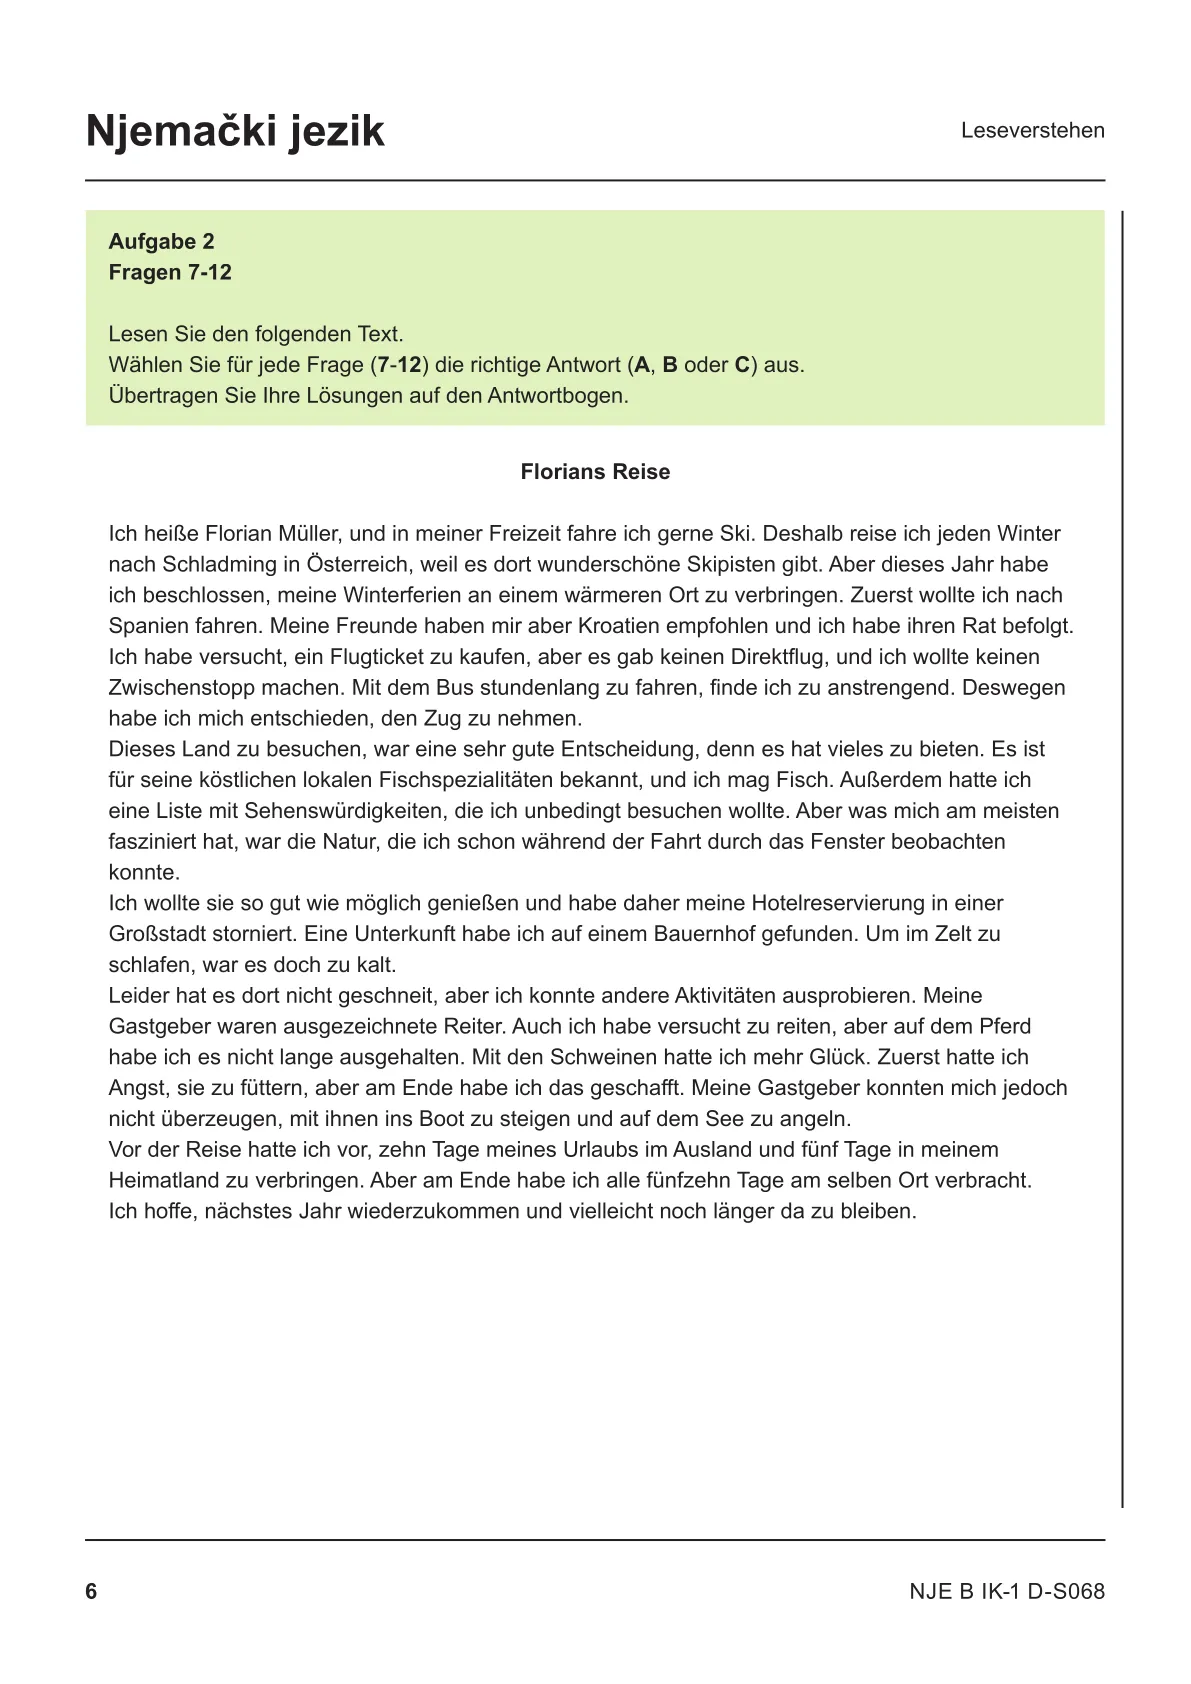 Njemački jezik
Leseverstehen
Aufgabe 2
Fragen 7-12
Lesen Sie den folgenden Text.
Wählen Sie für jede Frage (7-12) die richtige Antwort (A, B oder C) aus.
Übertragen Sie Ihre Lösungen auf den Antwortbogen.
Florians Reise
Ich heiße Florian Müller, und in meiner Freizeit fahre ich gerne Ski. Deshalb reise ich jeden Winter
nach Schladming in Österreich, weil es dort wunderschöne Skipisten gibt. Aber dieses Jahr habe
ich beschlossen, meine Winterferien an einem wärmeren Ort zu verbringen. Zuerst wollte ich nach
Spanien fahren. Meine Freunde haben mir aber Kroatien empfohlen und ich habe ihren Rat befolgt.
Ich habe versucht, ein Flugticket zu kaufen, aber es gab keinen Direktflug, und ich wollte keinen
Zwischenstopp machen. Mit dem Bus stundenlang zu fahren, finde ich zu anstrengend. Deswegen
habe ich mich entschieden, den Zug zu nehmen.
Dieses Land zu besuchen, war eine sehr gute Entscheidung, denn es hat vieles zu bieten. Es ist
für seine köstlichen lokalen Fischspezialitäten bekannt, und ich mag Fisch. Außerdem hatte ich
eine Liste mit Sehenswürdigkeiten, die ich unbedingt besuchen wollte. Aber was mich am meisten
fasziniert hat, war die Natur, die ich schon während der Fahrt durch das Fenster beobachten
konnte.
Ich wollte sie so gut wie möglich genießen und habe daher meine Hotelreservierung in einer
Großstadt storniert. Eine Unterkunft habe ich auf einem Bauernhof gefunden. Um im Zelt zu
schlafen, war es doch zu kalt.
Leider hat es dort nicht geschneit, aber ich konnte andere Aktivitäten ausprobieren. Meine
Gastgeber waren ausgezeichnete Reiter. Auch ich habe versucht zu reiten, aber auf dem Pferd
habe ich es nicht lange ausgehalten. Mit den Schweinen hatte ich mehr Glück. Zuerst hatte ich
Angst, sie zu füttern, aber am Ende habe ich das geschafft. Meine Gastgeber konnten mich jedoch
nicht überzeugen, mit ihnen ins Boot zu steigen und auf dem See zu angeln.
Vor der Reise hatte ich vor, zehn Tage meines Urlaubs im Ausland und fünf Tage in meinem
Heimatland zu verbringen. Aber am Ende habe ich alle fünfzehn Tage am selben Ort verbracht.
Ich hoffe, nächstes Jahr wiederzukommen und vielleicht noch länger da zu bleiben.
6
NJE B IK-1 D-S068